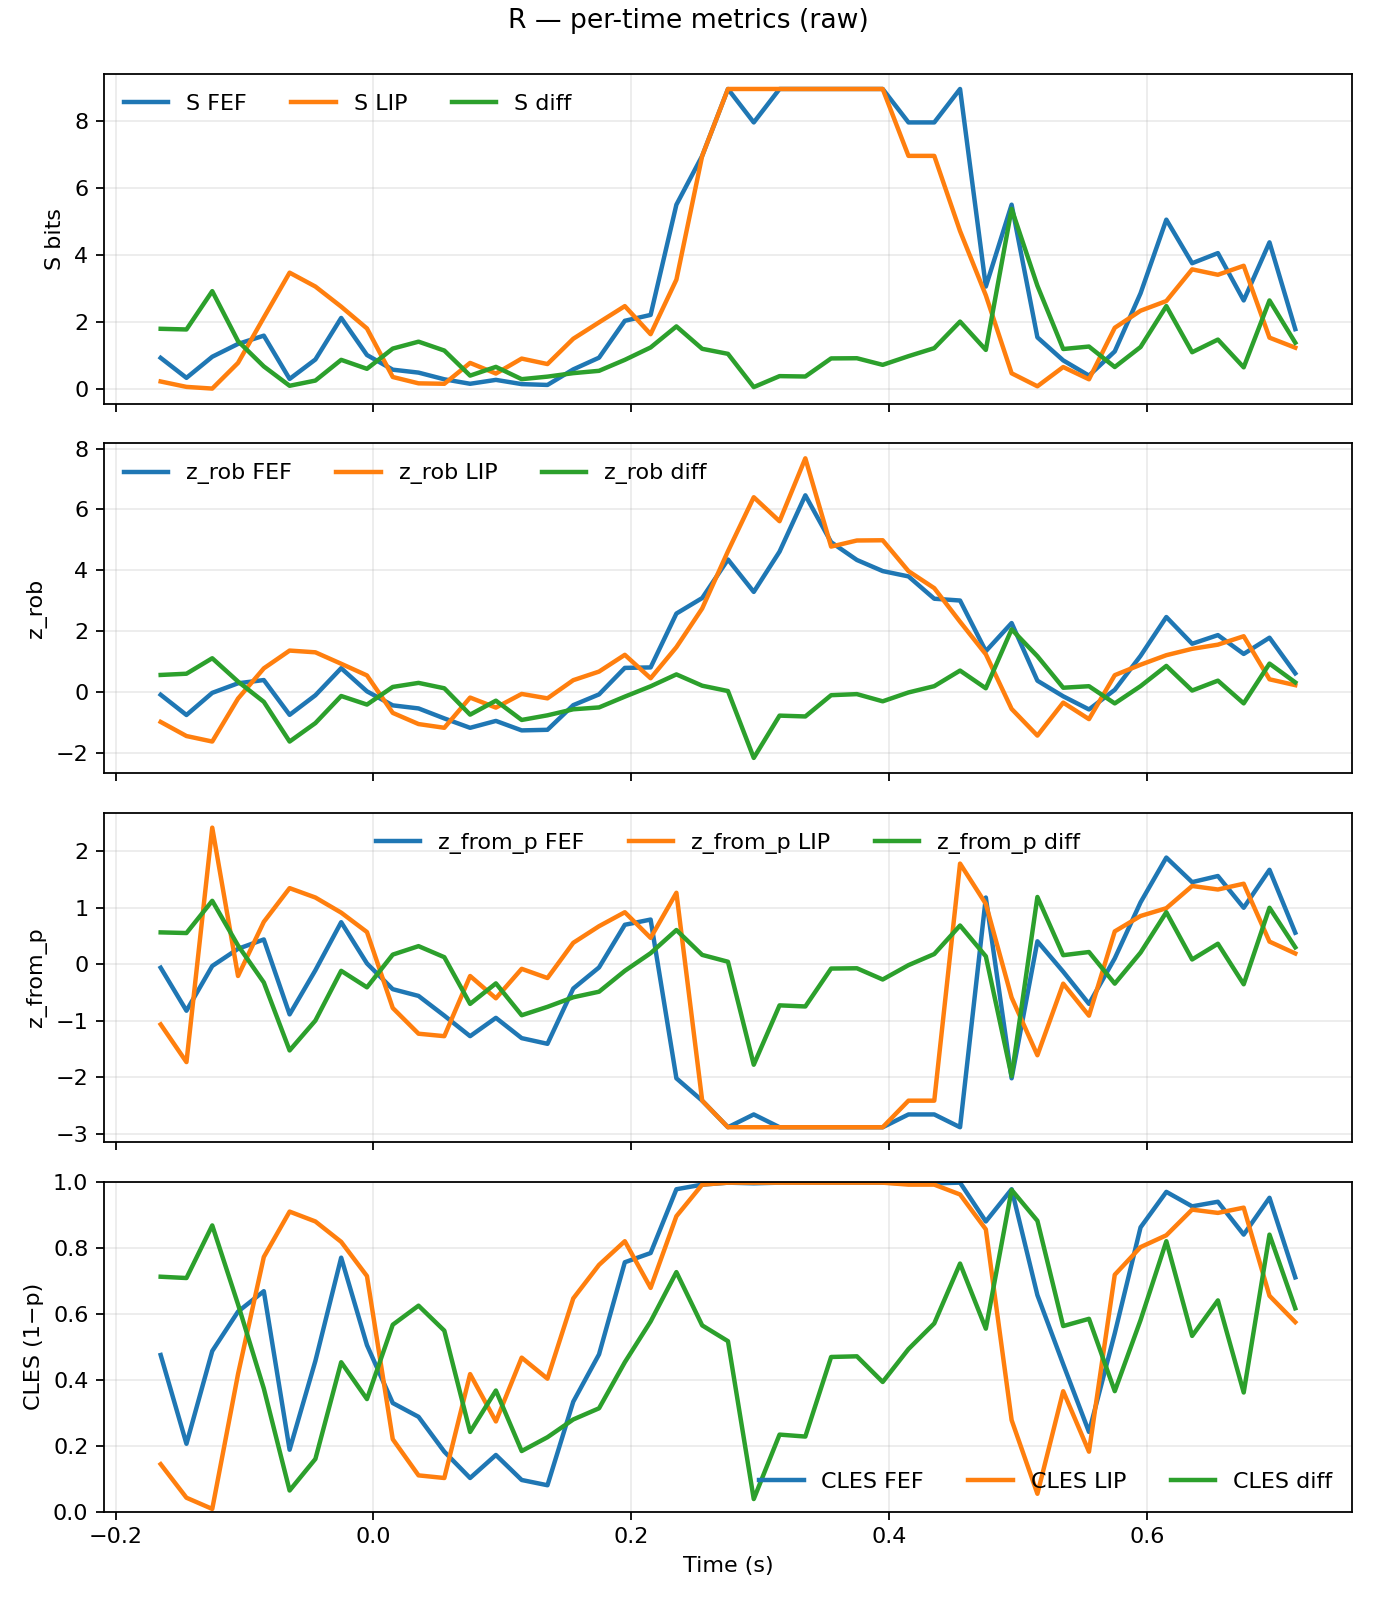 R — per-time metrics (raw)
S FEF S LIP S diff
8
6
4
2
0
S bits
z_rob FEF z_rob LIP z_rob diff
8
6
4
2
0
−2
z_rob
z_from_p FEF z_from_p LIP z_from_p diff
2
1
0
−1
−2
−3
z_from_p
1.0
0.8
0.6
0.4
0.2
0.0
CLES (1−p)
CLES FEF CLES LIP CLES diff
−0.2 0.0 0.2 0.4 0.6
Time (s)